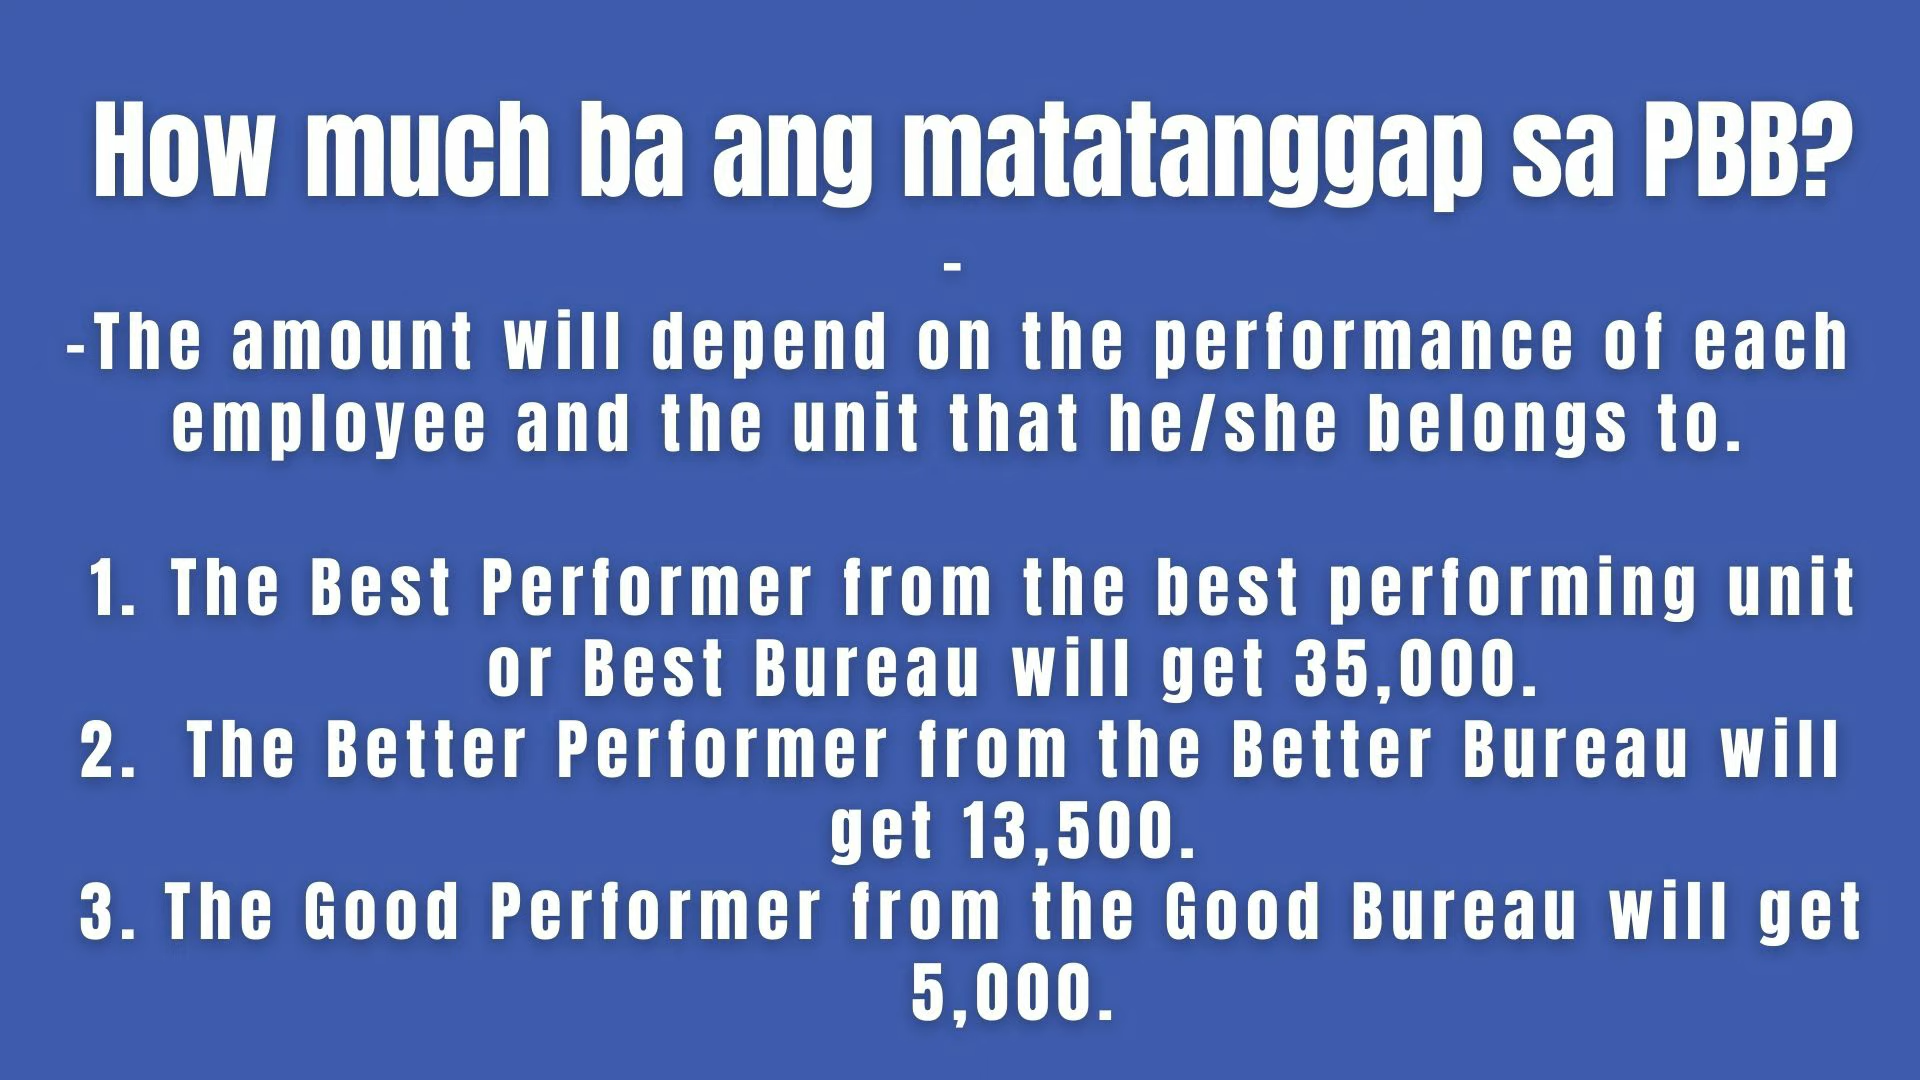 How much ba ang matatanggap sa PBB?
-
-The amount will depend on the performance of each
employee and the unit that he/she belongs to.
1. The Best Performer from the best performing unit
or Best Bureau will get 35,000.
2. The Better Performer from the Better Bureau will
get 13,500.
3. The Good Performer from the Good Bureau will get
5,000.